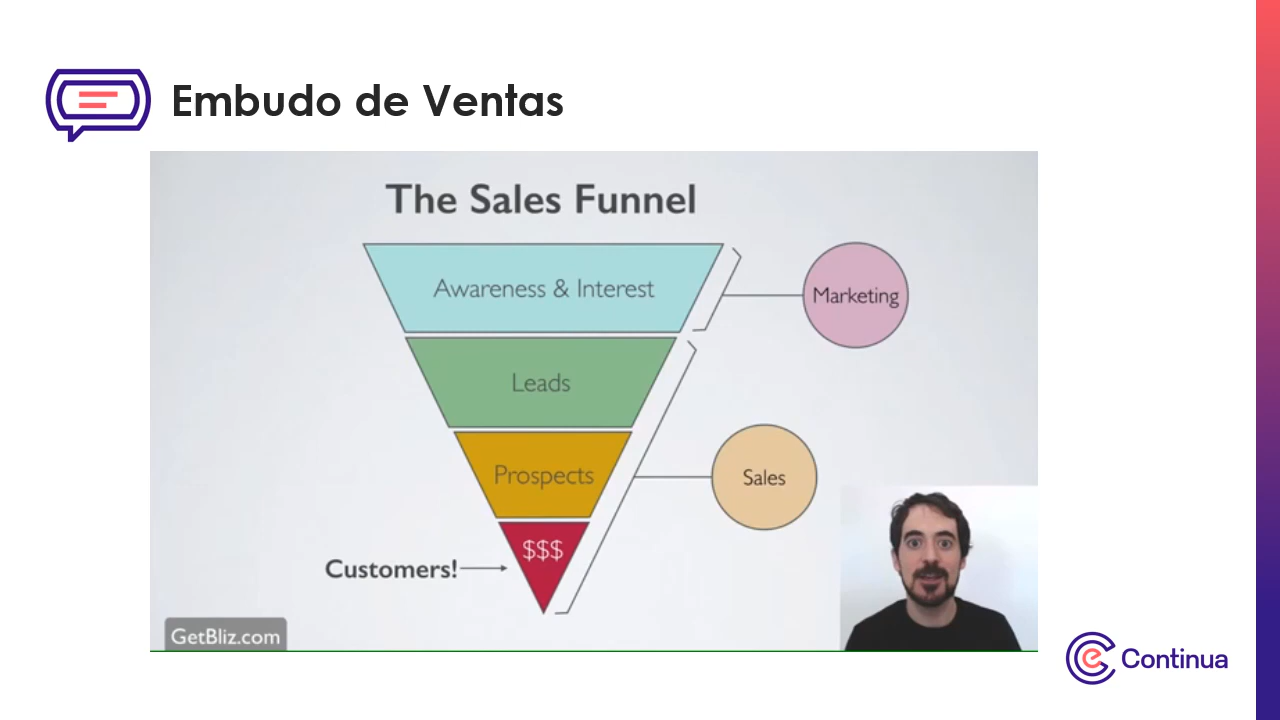 Embudo de Ventas
The Sales Funnel
Awareness & Interest
Marketing
Leads
Prospects
Sales
$$$
Customers!
GetBliz.com
Continua